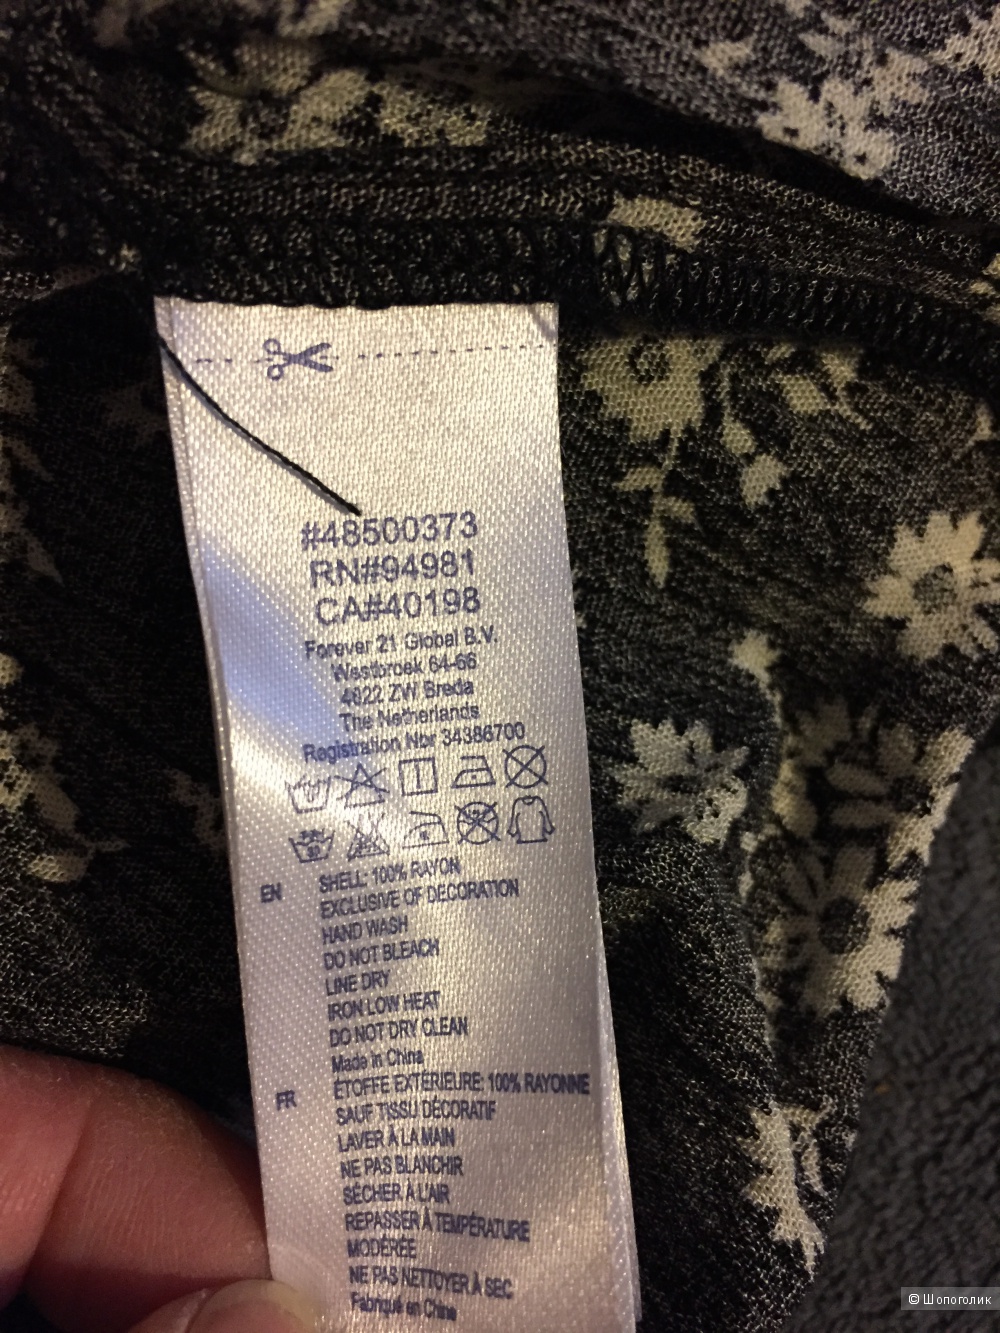 #48500373
RN#94981
CA#40198
Forever 21 Global B.V.
Westbroek 64-66
4822 ZW Breda
The Netherlands
Registration Nbr 34386700
EN
SHELL: 100% RAYON
EXCLUSIVE OF DECORATION
HAND WASH
DO NOT BLEACH
LINE DRY
IRON LOW HEAT
DO NOT DRY CLEAN
Made in China
FR
ÉTOFFE EXTÉRIEURE: 100% RAYONNE
SAUF TISSU DÉCORATIF
LAVER À LA MAIN
NE PAS BLANCHIR
SÉCHER À L'AIR
REPASSER À TEMPÉRATURE
MODÉRÉE
NE PAS NETTOYER À SEC
Fabriqué en Chine
© Шопоголик